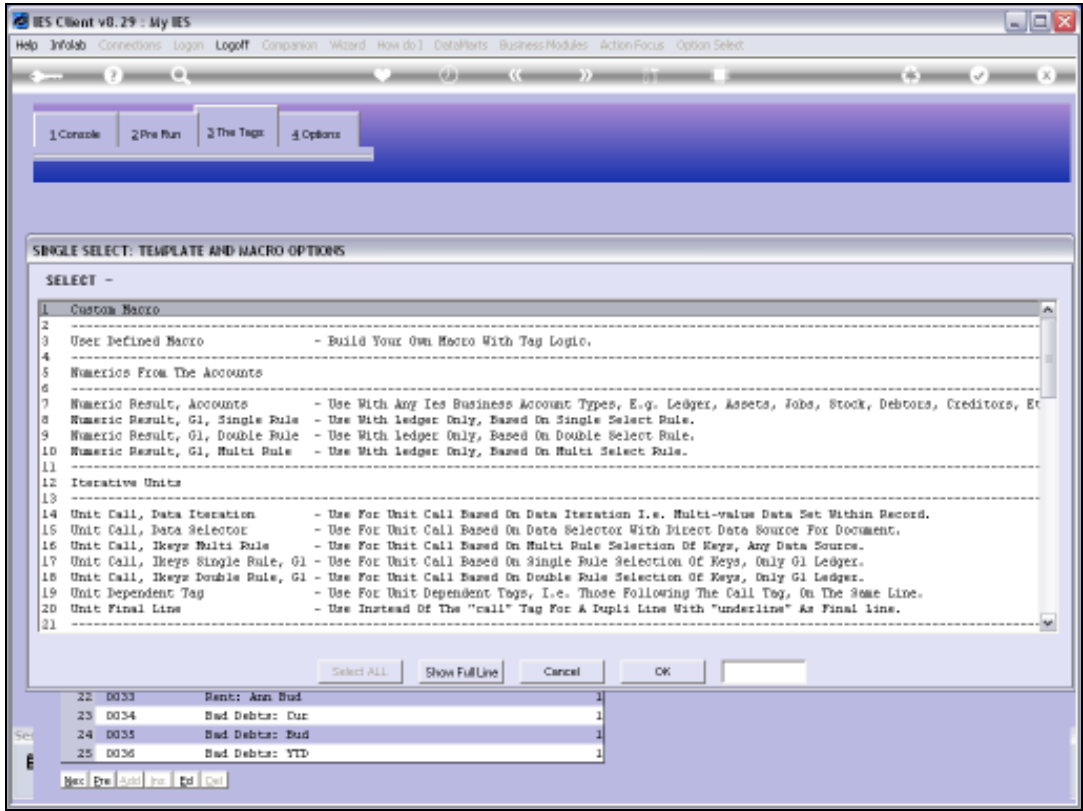 IES Client v8.29 : My IES
Help Infolab Connections Logon Logoff Companion Wizard How do I DataMarts Business Modules Action Focus Option Select
1 Console 2 Pre Run 3 The Tags 4 Options
SINGLE SELECT: TEMPLATE AND MACRO OPTIONS
SELECT -
1 Custom Macro
2 ----------
3 User Defined Macro - Build Your Own Macro With Tag Logic.
4 ----------
5 Numerics From The Accounts
6 ----------
7 Numeric Result, Accounts - Use With Any Ies Business Account Types, E.g. Ledger, Assets, Jobs, Stock, Debtors, Creditors, Et
8 Numeric Result, Gl, Single Rule - Use With Ledger Only, Based On Single Select Rule.
9 Numeric Result, Gl, Double Rule - Use With Ledger Only, Based On Double Select Rule.
10 Numeric Result, Gl, Multi Rule - Use With Ledger Only, Based On Multi Select Rule.
11 ----------
12 Iterative Units
13 ----------
14 Unit Call, Data Iteration - Use For Unit Call Based On Data Iteration I.e. Multi-value Data Set Within Record.
15 Unit Call, Data Selector - Use For Unit Call Based On Data Selector With Direct Data Source For Document.
16 Unit Call, Ikeys Multi Rule - Use For Unit Call Based On Multi Rule Selection Of Keys, Any Data Source.
17 Unit Call, Ikeys Single Rule, Gl - Use For Unit Call Based On Single Rule Selection Of Keys, Only Gl Ledger.
18 Unit Call, Ikeys Double Rule, Gl - Use For Unit Call Based On Double Rule Selection Of Keys, Only Gl Ledger.
19 Unit Dependent Tag - Use For Unit Dependent Tags, I.e. Those Following The Call Tag, On The Same Line.
20 Unit Final Line - Use Instead Of The "call" Tag For A Dupli Line With "underline" As Final Line.
21 ----------
Select ALL Show Full Line Cancel OK
22 0033 Rent: Ann Bud 1
23 0034 Bad Debts: Cur 1
24 0035 Bad Debts: Bud 1
25 0036 Bad Debts: YTD 1
Nex Pre Add Ins Ed Del